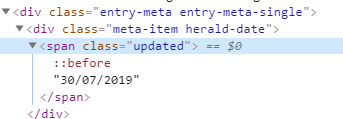 ▼<div class="entry-meta entry-meta-single">
▼<div class="meta-item herald-date">
▼<span class="updated"> == $0
::before
"30/07/2019"
</span>
</div>